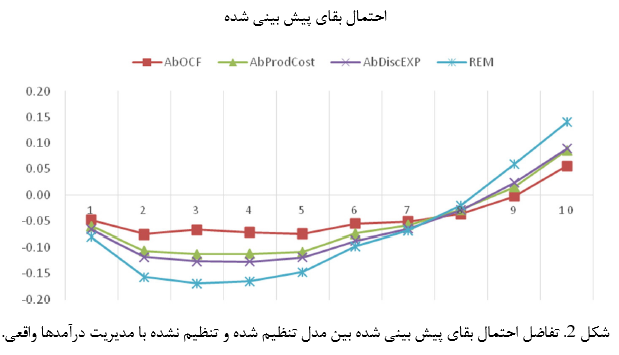 احتمال بقای پیش بینی شده
AbOCF AbProdCost AbDiscEXP REM
0.20
0.15
0.10
0.05
0.00
1 2 3 4 5 6 7 8 9 10
-0.05
-0.10
-0.15
-0.20
شکل 2. تفاضل احتمال بقای پیش بینی شده بین مدل تنظیم شده و تنظیم نشده با مدیریت درآمدها واقعی.